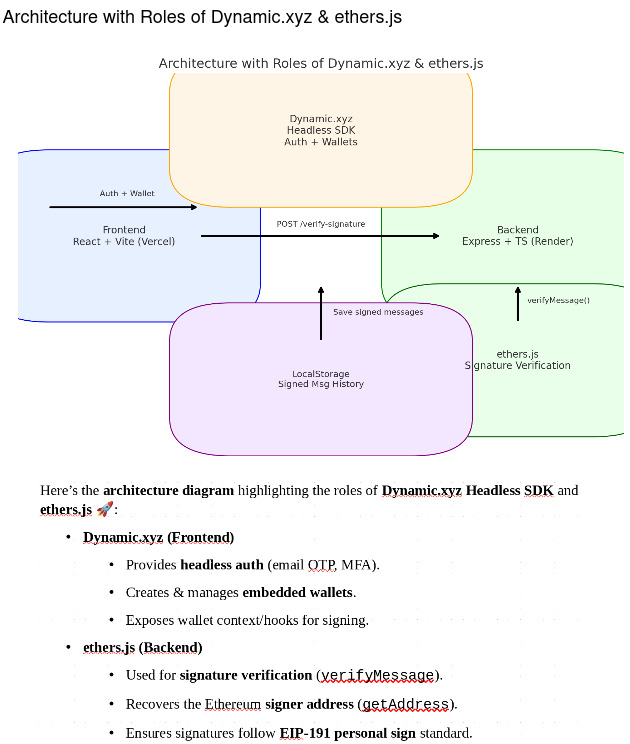 Architecture with Roles of Dynamic.xyz & ethers.js
Architecture with Roles of Dynamic.xyz & ethers.js
Dynamic.xyz
Headless SDK
Auth + Wallets
Auth + Wallet
Frontend
React + Vite (Vercel)
POST /verify-signature
Backend
Express + TS (Render)
Save signed messages
verifyMessage()
ethers.js
Signature Verification
LocalStorage
Signed Msg History
Here’s the architecture diagram highlighting the roles of Dynamic.xyz Headless SDK and
ethers.js 🚀:
• Dynamic.xyz (Frontend)
• Provides headless auth (email OTP, MFA).
• Creates & manages embedded wallets.
• Exposes wallet context/hooks for signing.
• ethers.js (Backend)
• Used for signature verification (verifyMessage).
• Recovers the Ethereum signer address (getAddress).
• Ensures signatures follow EIP-191 personal sign standard.